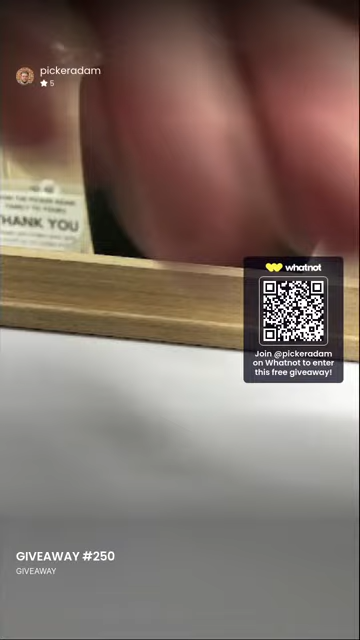 pickeradam
★ 5
THANK YOU
whatnot
Join @pickeradam
on Whatnot to enter
this free giveaway!
GIVEAWAY #250
GIVEAWAY